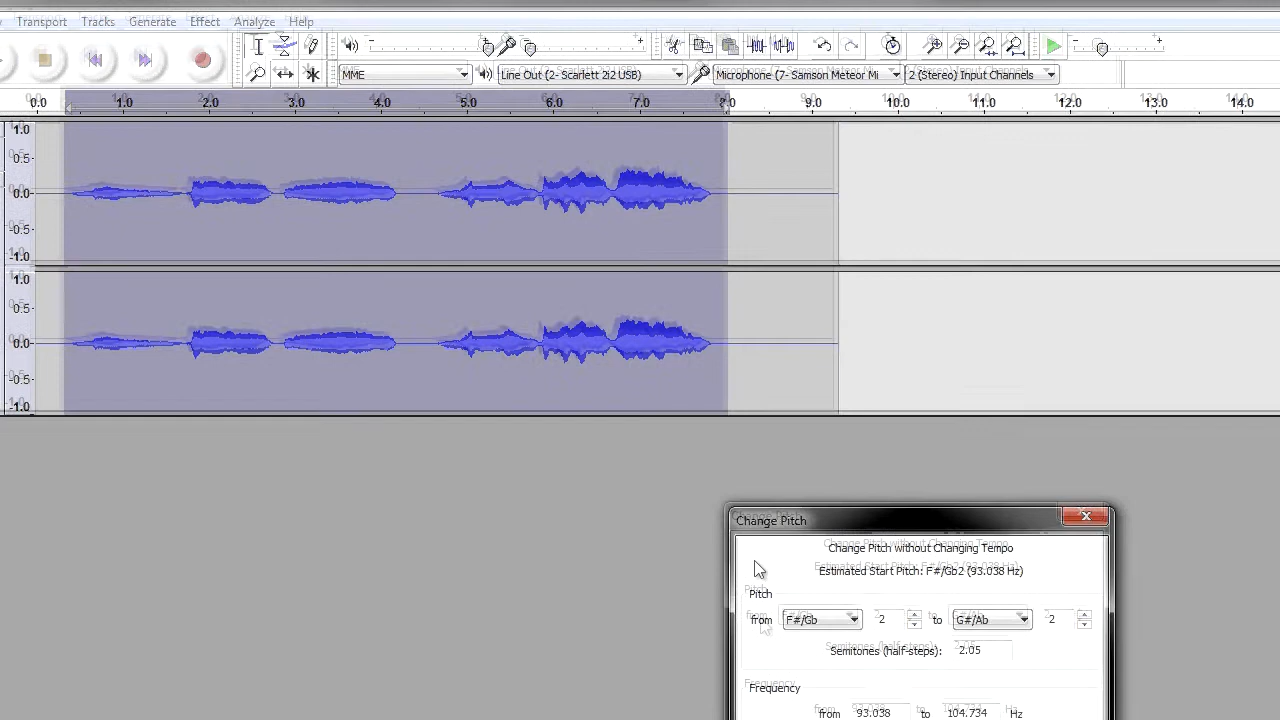 Transport Tracks Generate Effect Analyze Help
MME Line Out (2- Scarlett 2i2 USB) Microphone (7- Samson Meteor Mi 2 (Stereo) Input Channels
0.0 1.0 2.0 3.0 4.0 5.0 6.0 7.0 8.0 9.0 10.0 11.0 12.0 13.0 14.0
1.0
0.5
0.0
-0.5
-1.0
1.0
0.5
0.0
-0.5
-1.0
Change Pitch
Change Pitch without Changing Tempo
Estimated Start Pitch: F#/Gb2 (93.038 Hz)
Pitch
from F#/Gb 2 to G#/Ab 2
Semitones (half-steps): 2.05
Frequency
from 93.038 to 104.734 Hz